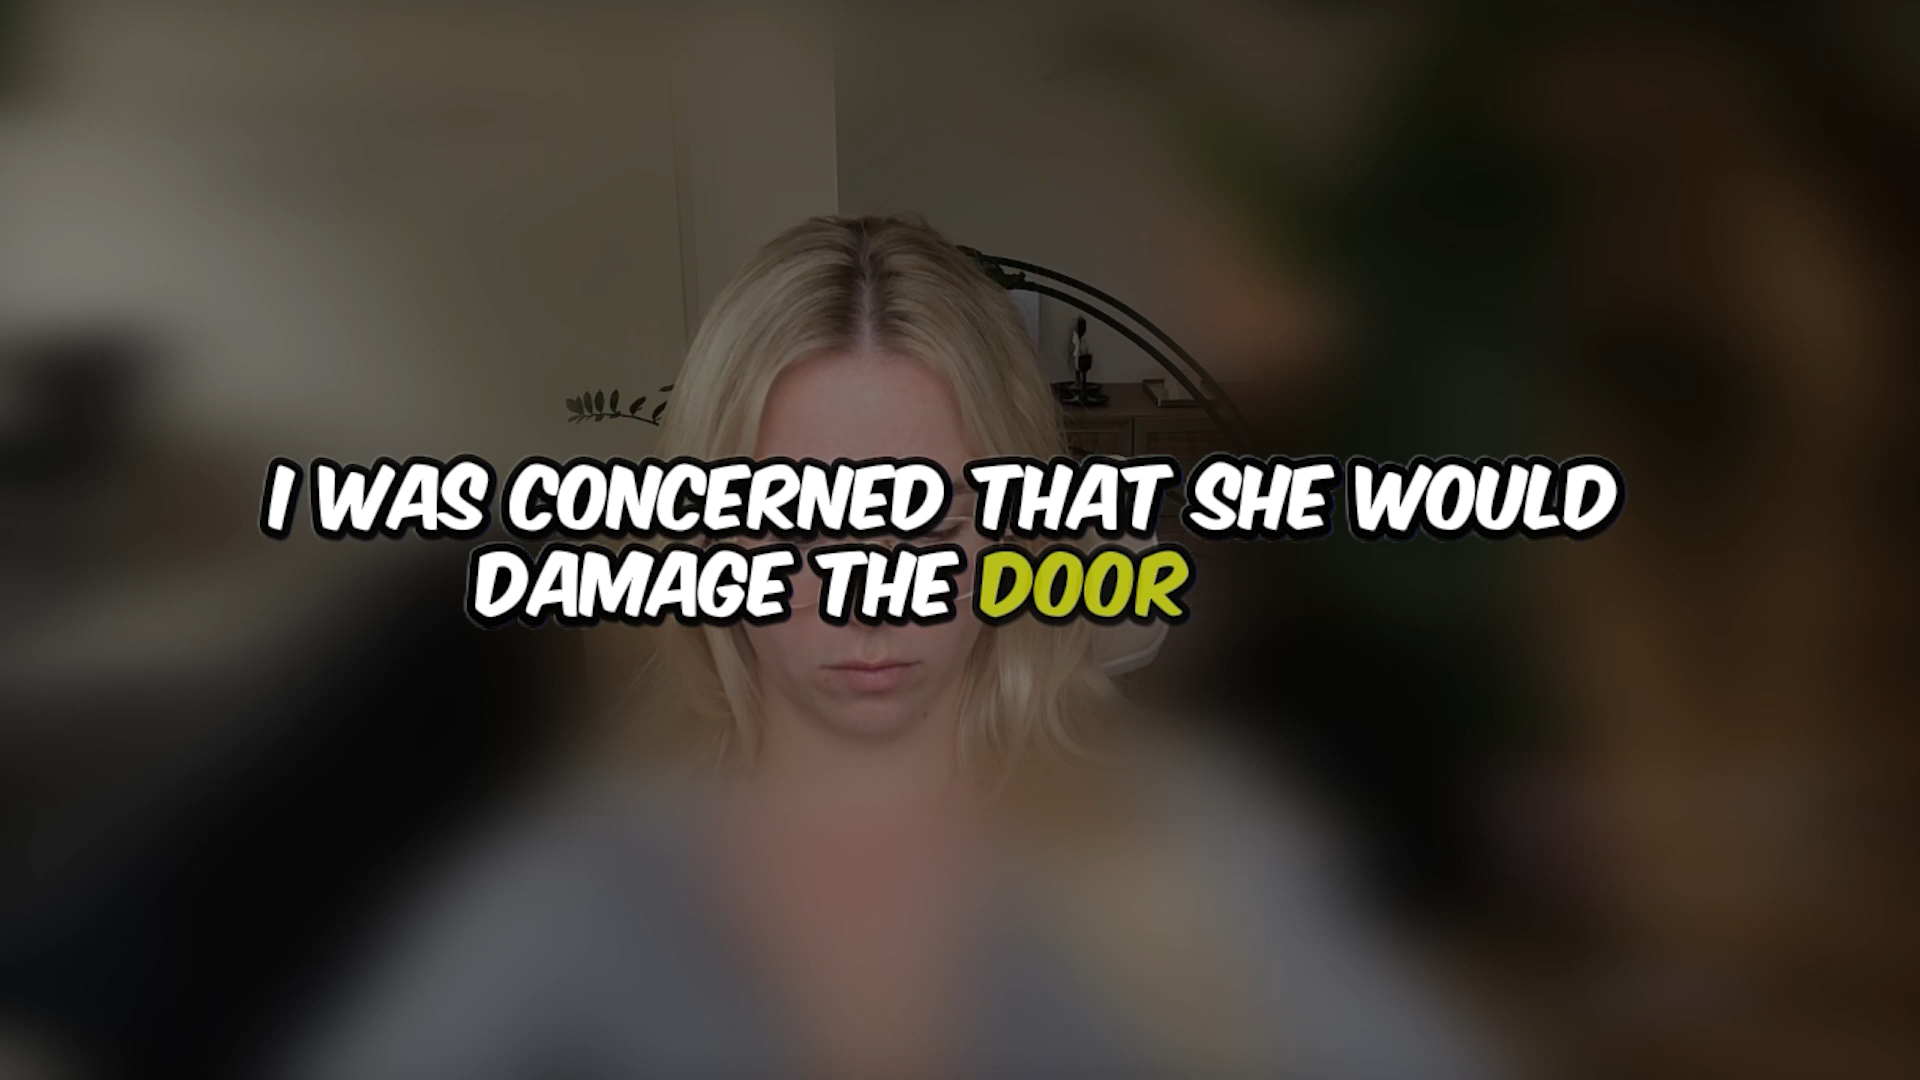 I WAS CONCERNED THAT SHE WOULD
DAMAGE THE DOOR